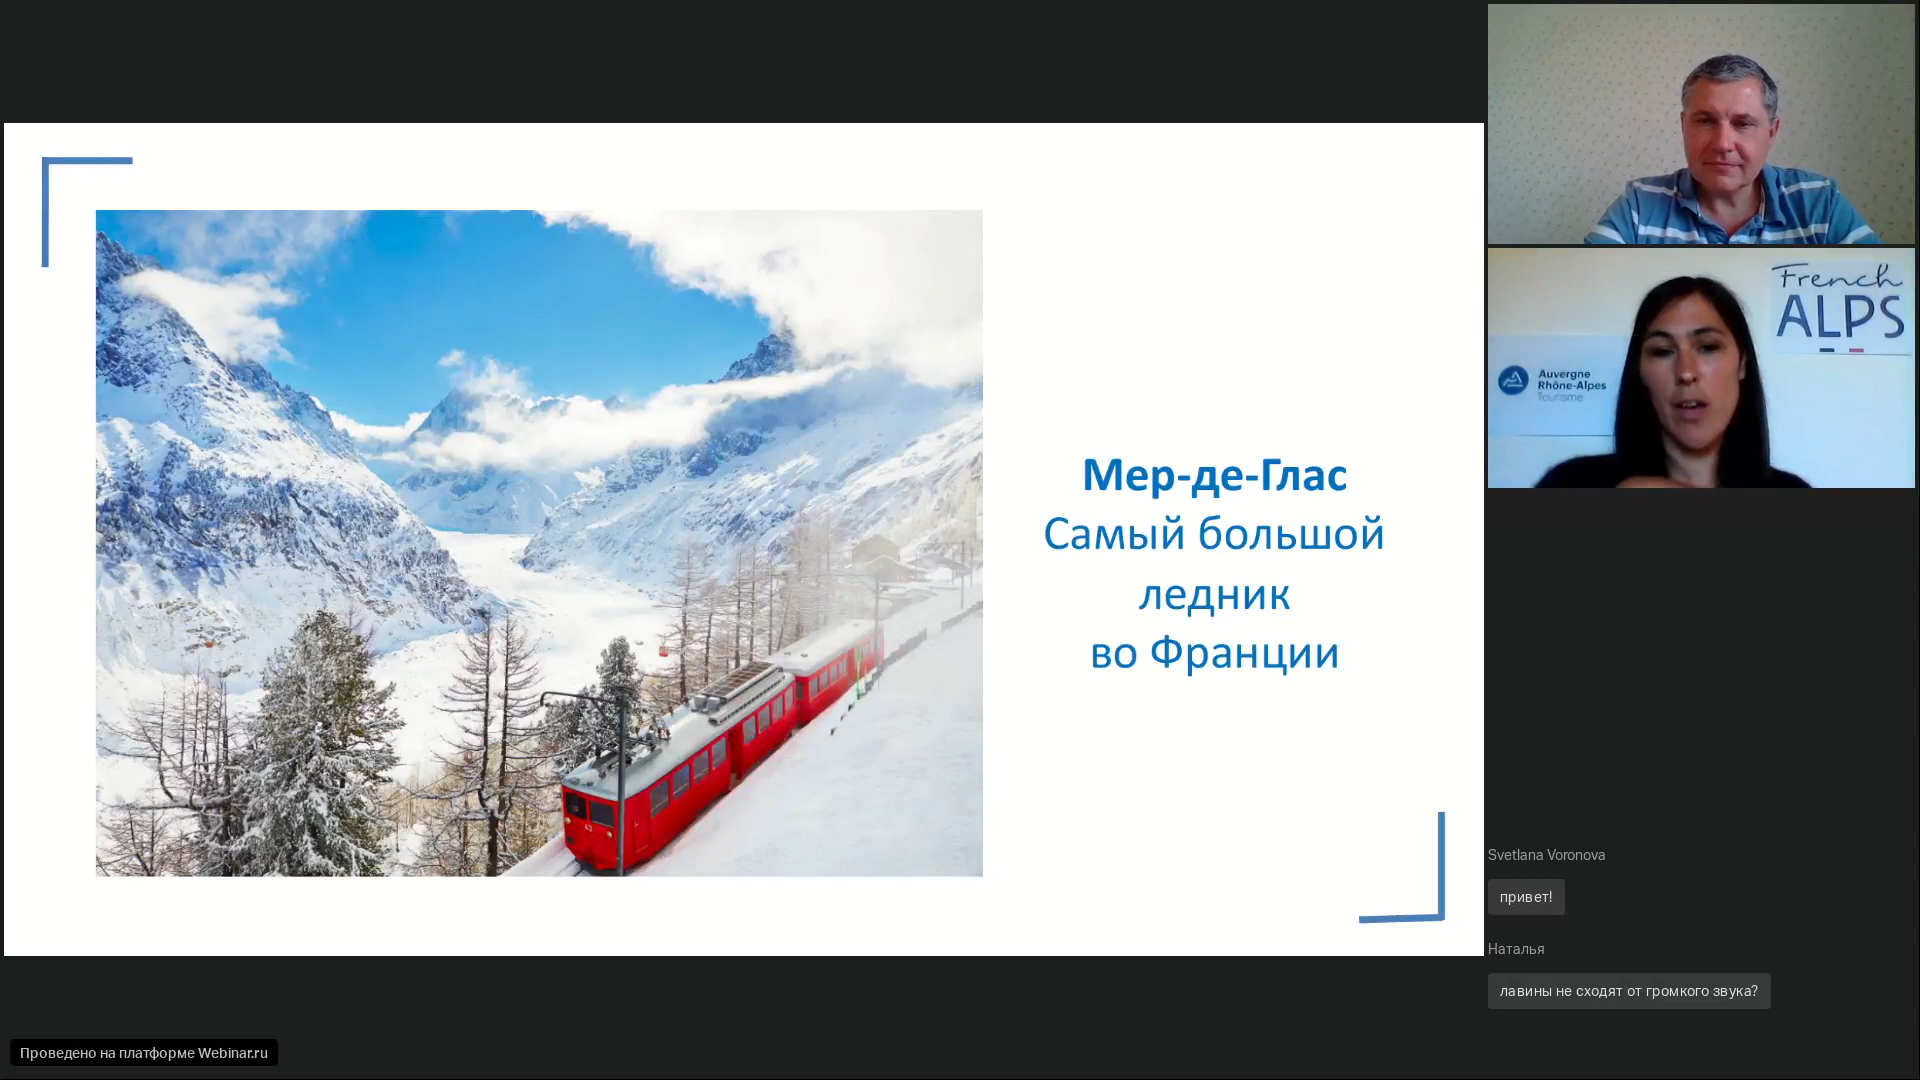 Мер-де-Глас
Самый большой
ледник
во Франции
43
French
ALPS
Auvergne
Rhône-Alpes
Tourisme
Svetlana Voronova
привет!
Наталья
лавины не сходят от громкого звука?
Проведено на платформе Webinar.ru